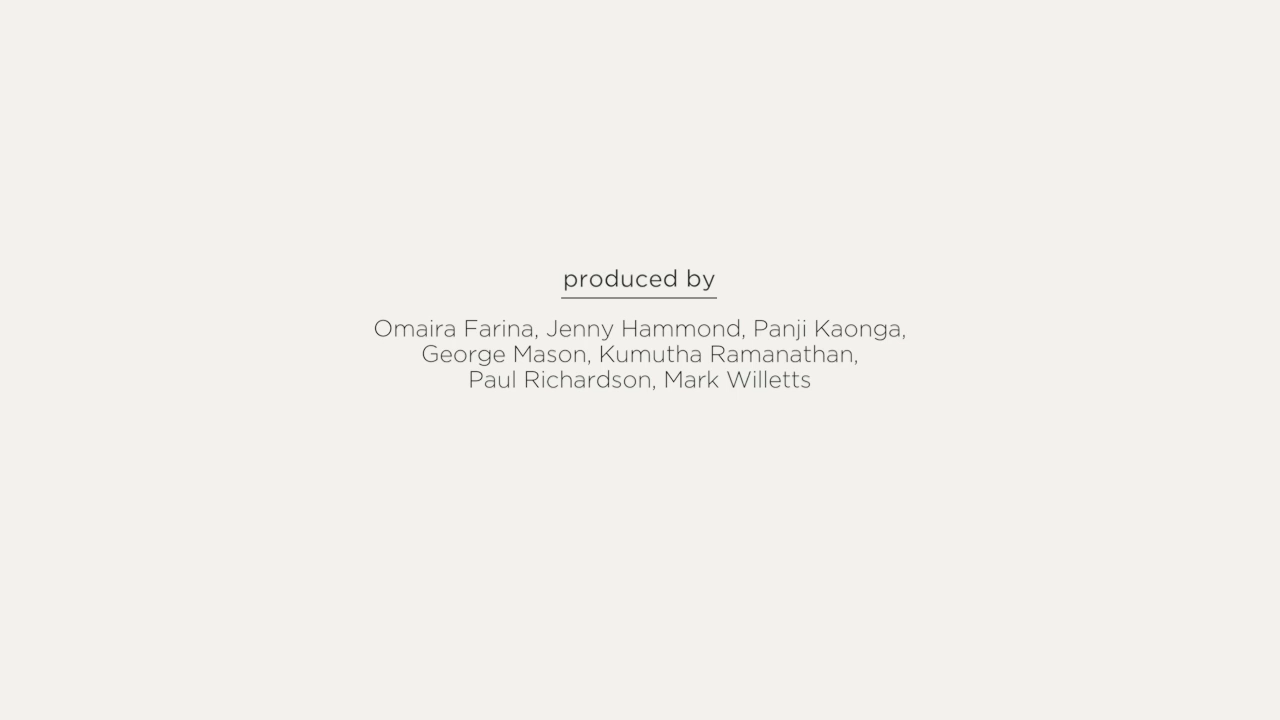 produced by
Omaira Farina, Jenny Hammond, Panji Kaonga,
George Mason, Kumutha Ramanathan,
Paul Richardson, Mark Willetts